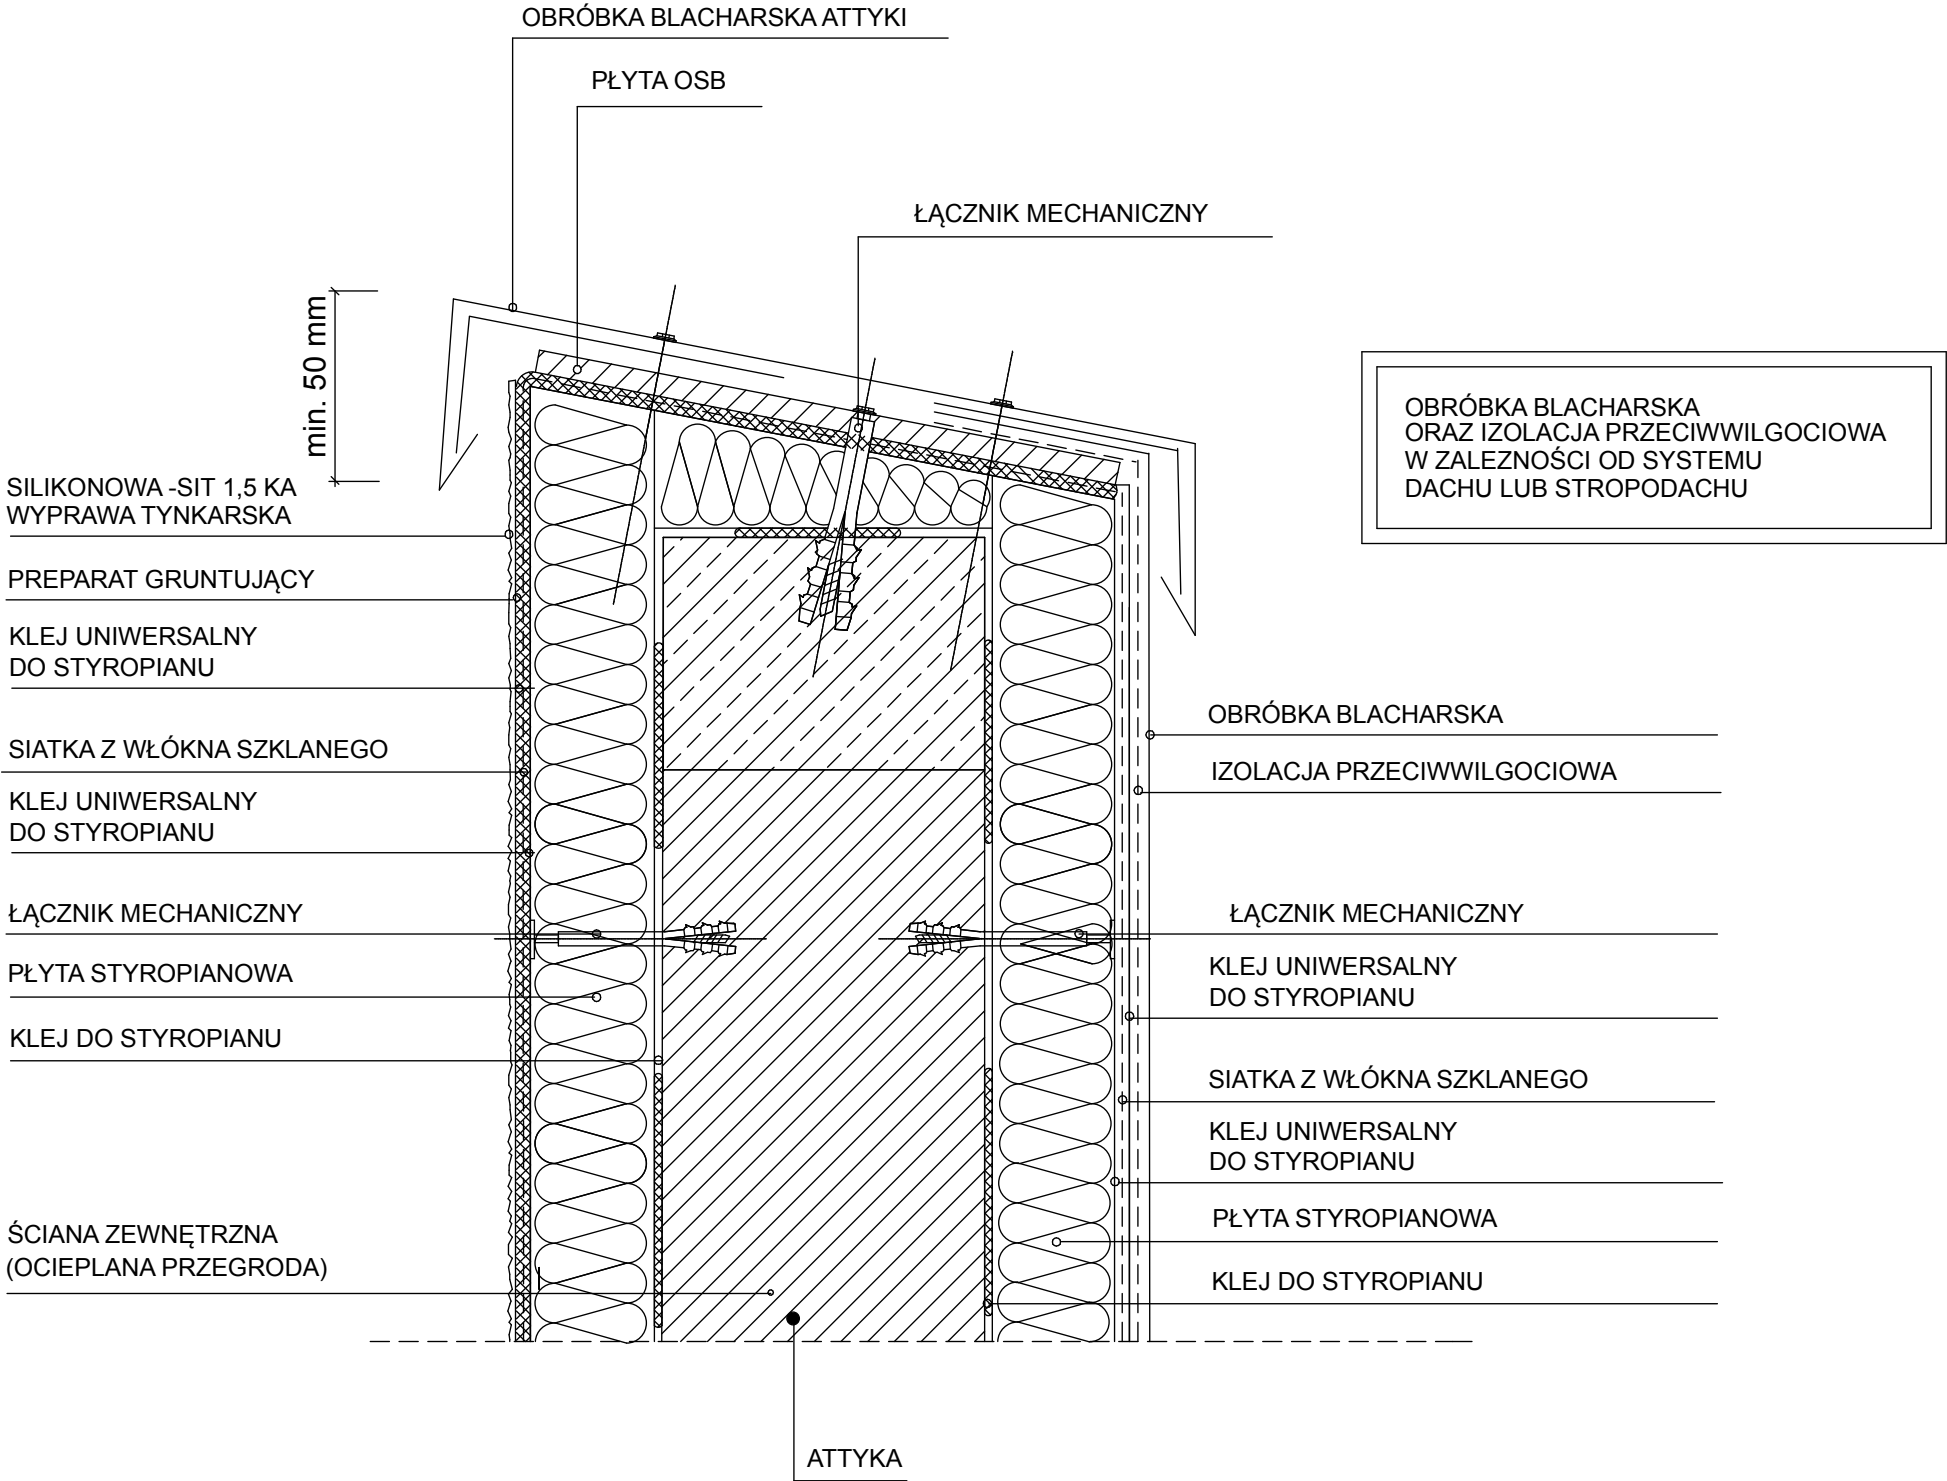 OBRÓBKA BLACHARSKA ATTYKI
PŁYTA OSB
ŁĄCZNIK MECHANICZNY
min. 50 mm
OBRÓBKA BLACHARSKA
ORAZ IZOLACJA PRZECIWWILGOCIOWA
W ZALEZNOŚCI OD SYSTEMU
DACHU LUB STROPODACHU
SILIKONOWA -SIT 1,5 KA
WYPRAWA TYNKARSKA
PREPARAT GRUNTUJĄCY
KLEJ UNIWERSALNY
DO STYROPIANU
SIATKA Z WŁÓKNA SZKLANEGO
KLEJ UNIWERSALNY
DO STYROPIANU
ŁĄCZNIK MECHANICZNY
PŁYTA STYROPIANOWA
KLEJ DO STYROPIANU
ŚCIANA ZEWNĘTRZNA
(OCIEPLANA PRZEGRODA)
OBRÓBKA BLACHARSKA
IZOLACJA PRZECIWWILGOCIOWA
ŁĄCZNIK MECHANICZNY
KLEJ UNIWERSALNY
DO STYROPIANU
SIATKA Z WŁÓKNA SZKLANEGO
KLEJ UNIWERSALNY
DO STYROPIANU
PŁYTA STYROPIANOWA
KLEJ DO STYROPIANU
ATTYKA